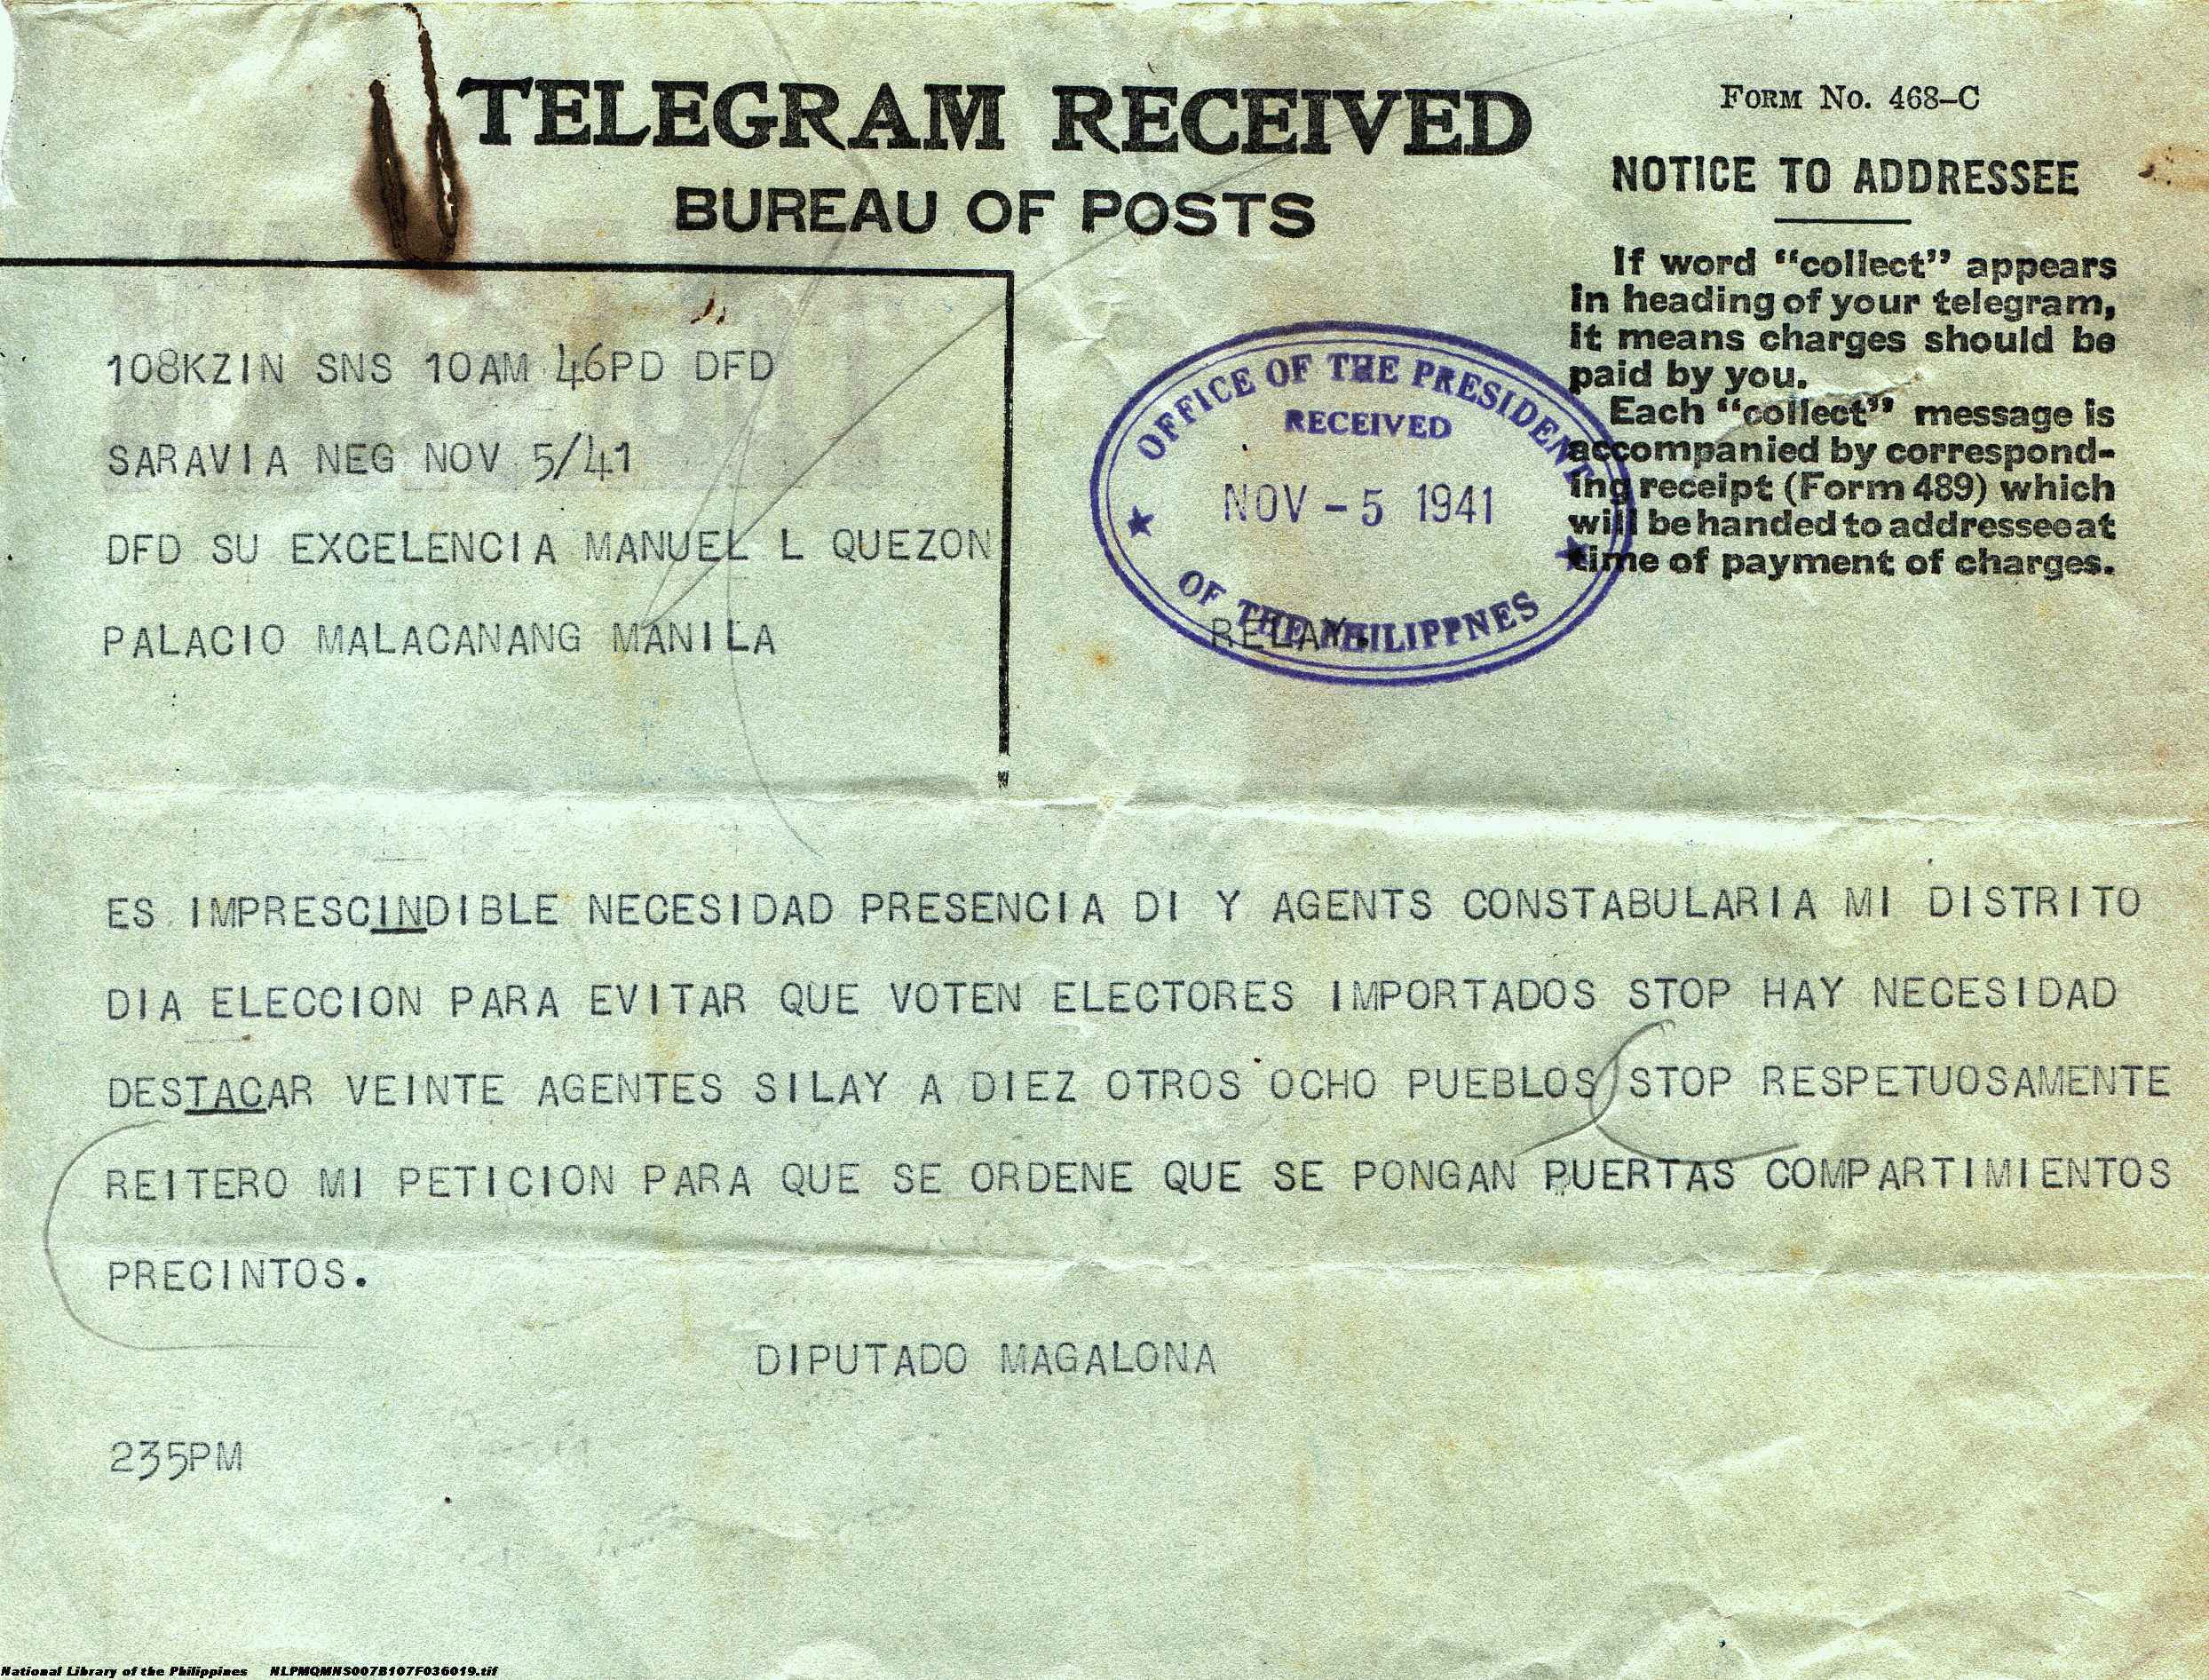 TELEGRAM RECEIVED
BUREAU OF POSTS
FORM NO. 468-C
NOTICE TO ADDRESSEE
If word "collect" appears
in heading of your telegram,
it means charges should be
paid by you.
Each "collect" message is
accompanied by correspond-
ing receipt (Form 489) which
will be handed to addressee at
time of payment of charges.
108KZIN SNS 10AM 46PD DFD
SARAVIA NEG NOV 5/41
DFD SU EXCELENCIA MANUEL L QUEZON
PALACIO MALACANANG MANILA
OFFICE OF THE PRESIDENT
RECEIVED
NOV - 5 1941
OF THE PHILIPPNES
RELAY.
ES IMPRESCINDIBLE NECESIDAD PRESENCIA DI Y AGENTS CONSTABULARIA MI DISTRITO
DIA ELECCION PARA EVITAR QUE VOTEN ELECTORES IMPORTADOS STOP HAY NECESIDAD
DESTACAR VEINTE AGENTES SILAY A DIEZ OTROS OCHO PUEBLOS STOP RESPETUOSAMENTE
REITERO MI PETICION PARA QUE SE ORDENE QUE SE PONGAN PUERTAS COMPARTIMIENTOS
PRECINTOS.
DIPUTADO MAGALONA
235PM
National Library of the Philippines NLPMQMNS007B107F036019.tif